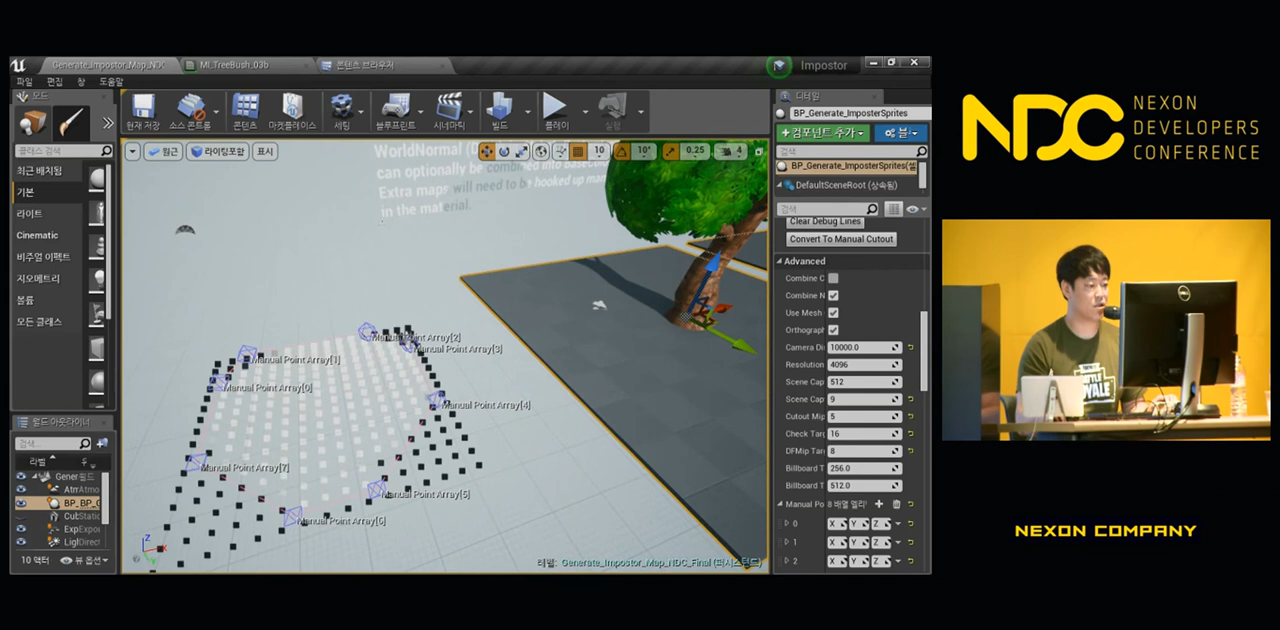 Generate_Impostor_Map_NDC
MI_TreeBush_03b
콘텐츠 브라우저
Impostor
파일 편집 창 도움말
모드
현재 저장
소스 콘트롤
콘텐츠
마켓플레이스
세팅
블루프린트
시네마틱
빌드
플레이
실행
클래스 검색
최근 배치됨
기본
라이트
Cinematic
비주얼 이펙트
지오메트리
볼륨
모든 클래스
원근
라이팅포함
표시
10
10°
0.25
4
WorldNormal
can optionally be combined into
Extra maps will need to be hooked up
in the material.
Manual Point Array[2]
Manual Point Array[3]
Manual Point Array[1]
Manual Point Array[0]
Manual Point Array[4]
Manual Point Array[7]
Manual Point Array[5]
Manual Point Array[6]
레벨: Generate_Impostor_Map_NDC_Final (퍼시스턴트)
월드 아웃라이너
검색
라벨
Gener
BP_BP_G
10 액터
뷰 옵션
디테일
BP_Generate_ImposterSprites
+컴포넌트 추가
검색
BP_Generate_ImposterSprites(셀
DefaultSceneRoot (상속됨)
검색
Clear Debug Lines
Convert To Manual Cutout
Advanced
Combine C
Combine N
Use Mesh
Orthograph
Camera Di 10000.0
Resolution 4096
Scene Cap 512
Scene Cap 9
Cutout Mip 5
Check Targ 16
DFMip Targ 8
Billboard T 256.0
Billboard T 512.0
Manual Po 8 배열 엘리
0 X Y Z
1 X Y Z
2 X Y Z
NDC
NEXON
DEVELOPERS
CONFERENCE
BATTLE
ROYALE
NEXON COMPANY